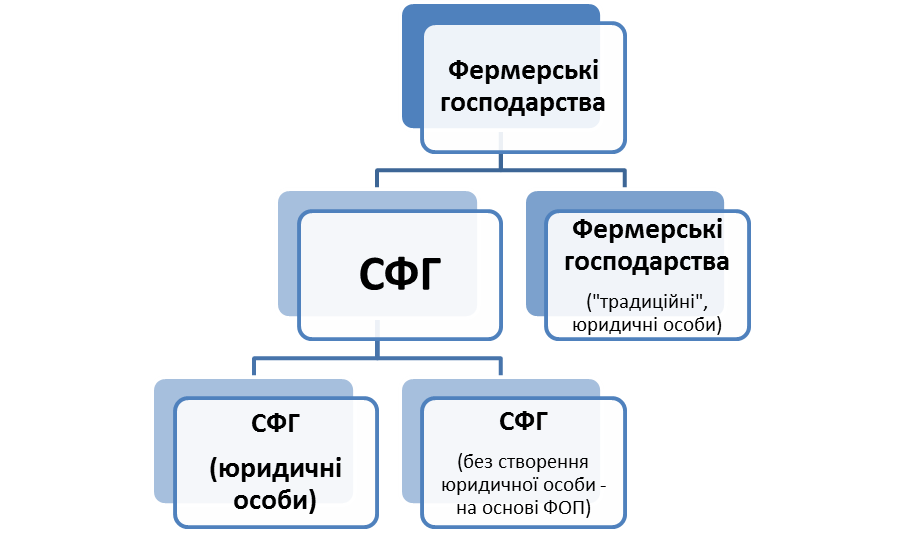 Фермерські
господарства
СФГ
Фермерські
господарства
("традиційні",
юридичні особи)
СФГ
(юридичні
особи)
СФГ
(без створення
юридичної особи -
на основі ФОП)